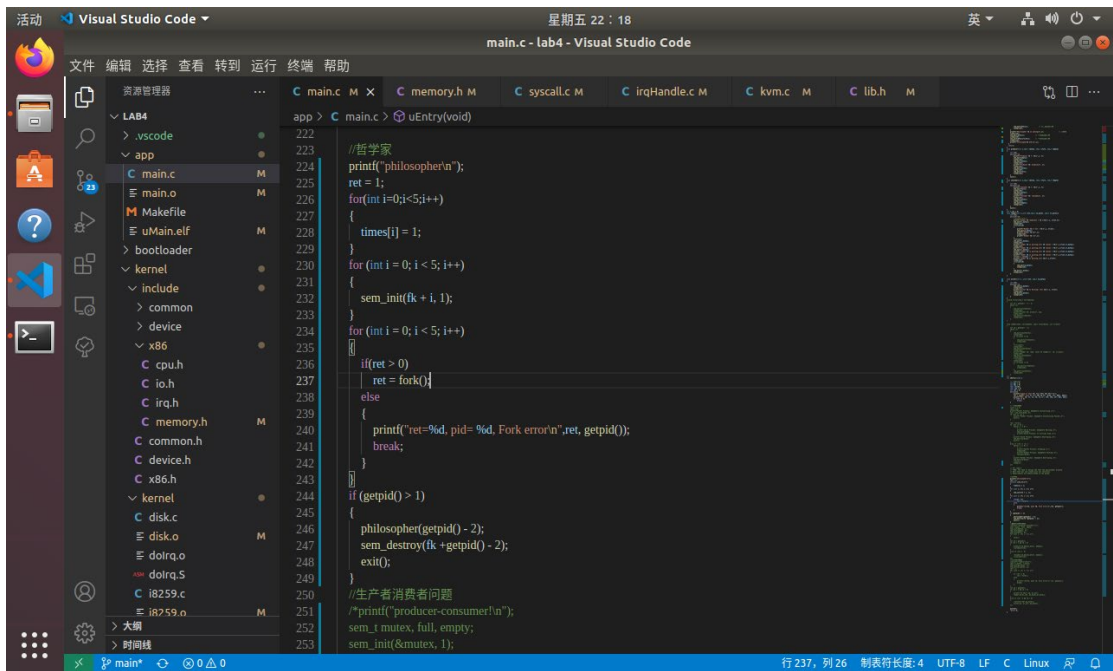 活动 Visual Studio Code 星期五 22：18 英
main.c - lab4 - Visual Studio Code
文件 编辑 选择 查看 转到 运行 终端 帮助
资源管理器 ...
C main.c M × C memory.h M C syscall.c M C irqHandle.c M C kvm.c M C lib.h M ...
app > C main.c > uEntry(void)
LAB4
> .vscode
app
C main.c M
main.o M
M Makefile
uMain.elf M
> bootloader
kernel
include
> common
> device
x86
C cpu.h
C io.h
C irq.h
C memory.h M
C common.h
C device.h
C x86.h
kernel
C disk.c
disk.o M
doIrq.o
ASM doIrq.S
C i8259.c
i8259.o M
> 大纲
> 时间线
23
222
223 //哲学家
224 printf("philosopher\n");
225 ret = 1;
226 for(int i=0;i<5;i++)
227 {
228 times[i] = 1;
229 }
230 for (int i = 0; i < 5; i++)
231 {
232 sem_init(fk + i, 1);
233 }
234 for (int i = 0; i < 5; i++)
235 {
236 if(ret > 0)
237 ret = fork();
238 else
239 {
240 printf("ret=%d, pid= %d, Fork error\n",ret, getpid());
241 break;
242 }
243 }
244 if (getpid() > 1)
245 {
246 philosopher(getpid() - 2);
247 sem_destroy(fk +getpid() - 2);
248 exit();
249 }
250 //生产者消费者问题
251 /*printf("producer-consumer!\n");
252 sem_t mutex, full, empty;
253 sem_init(&mutex, 1);
main* 0 0 行 237，列 26 制表符长度: 4 UTF-8 LF C Linux